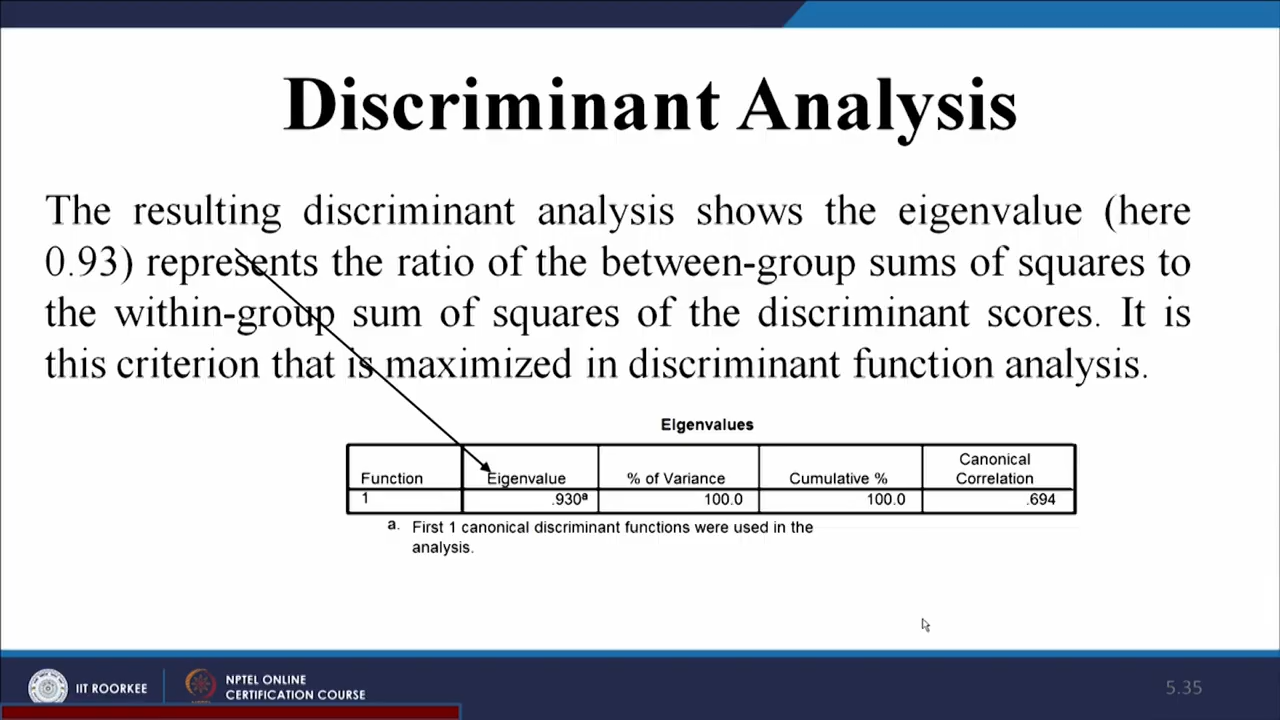 Discriminant Analysis
The resulting discriminant analysis shows the eigenvalue (here
0.93) represents the ratio of the between-group sums of squares to
the within-group sum of squares of the discriminant scores. It is
this criterion that is maximized in discriminant function analysis.
Eigenvalues
Function Eigenvalue % of Variance Cumulative % Canonical Correlation
1 .930a 100.0 100.0 .694
a. First 1 canonical discriminant functions were used in the
analysis.
IIT ROORKEE
NPTEL ONLINE
CERTIFICATION COURSE
5.35